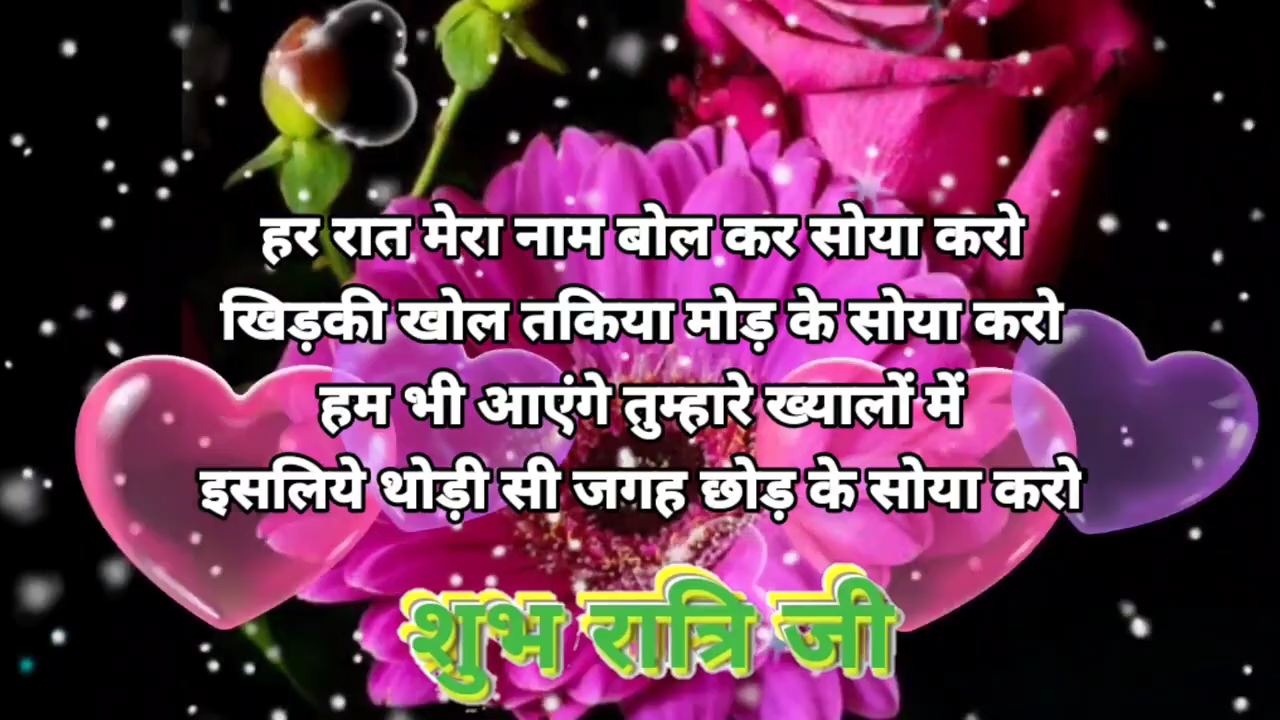 हर रात मेरा नाम बोल कर सोया करो
खिड़की खोल तकिया मोड़ के सोया करो
हम भी आएंगे तुम्हारे ख्यालों में
इसलिये थोड़ी सी जगह छोड़ के सोया करो
शुभ रात्रि जी